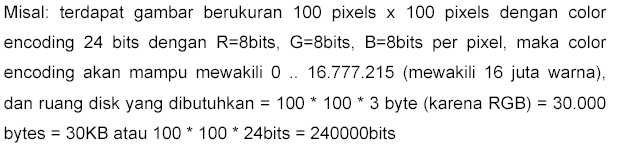 Misal: terdapat gambar berukuran 100 pixels x 100 pixels dengan color
encoding 24 bits dengan R=8bits, G=8bits, B=8bits per pixel, maka color
encoding akan mampu mewakili 0 .. 16.777.215 (mewakili 16 juta warna),
dan ruang disk yang dibutuhkan = 100 * 100 * 3 byte (karena RGB) = 30.000
bytes = 30KB atau 100 * 100 * 24bits = 240000bits